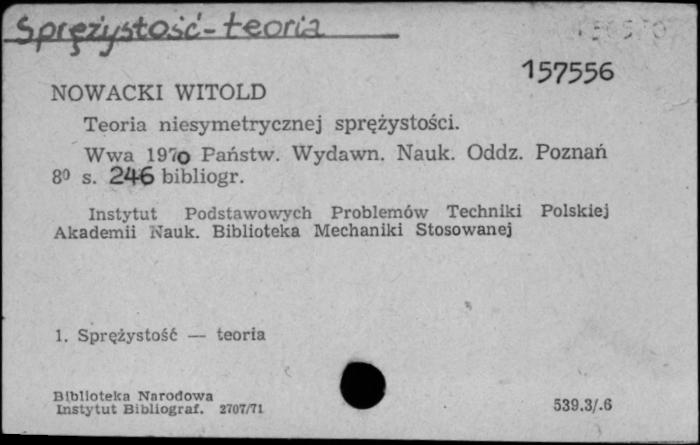 Sprężystość - teoria
157556
NOWACKI WITOLD
Teoria niesymetrycznej sprężystości.
Wwa 1970 Państw. Wydawn. Nauk. Oddz. Poznań
8⁰ s. 246 bibliogr.
Instytut Podstawowych Problemów Techniki Polskiej
Akademii Nauk. Biblioteka Mechaniki Stosowanej
1. Sprężystość — teoria
Biblioteka Narodowa
Instytut Bibliograf. 2707/71
539.3/.6